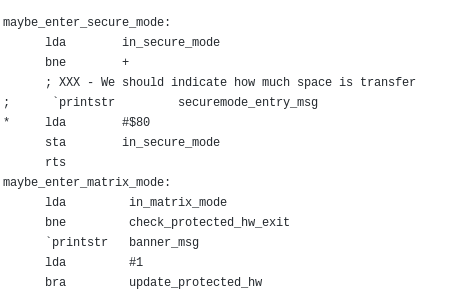 maybe_enter_secure_mode:
lda in_secure_mode
bne +
; XXX - We should indicate how much space is transfer
; `printstr securemode_entry_msg
* lda #$80
sta in_secure_mode
rts
maybe_enter_matrix_mode:
lda in_matrix_mode
bne check_protected_hw_exit
`printstr banner_msg
lda #1
bra update_protected_hw